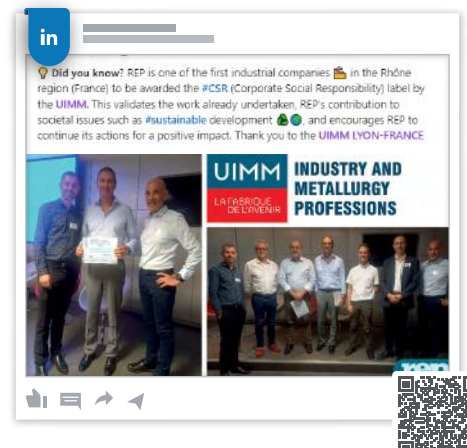 in
Did you know? REP is one of the first industrial companies in the Rhône
region (France) to be awarded the #CSR (Corporate Social Responsibility) label by
the UIMM. This validates the work already undertaken, REP's contribution to
societal issues such as #sustainable development, and encourages REP to
continue its actions for a positive impact. Thank you to the UIMM LYON-FRANCE
UIMM
LA FABRIQUE
DE L'AVENIR
INDUSTRY AND
METALLURGY
PROFESSIONS
rep